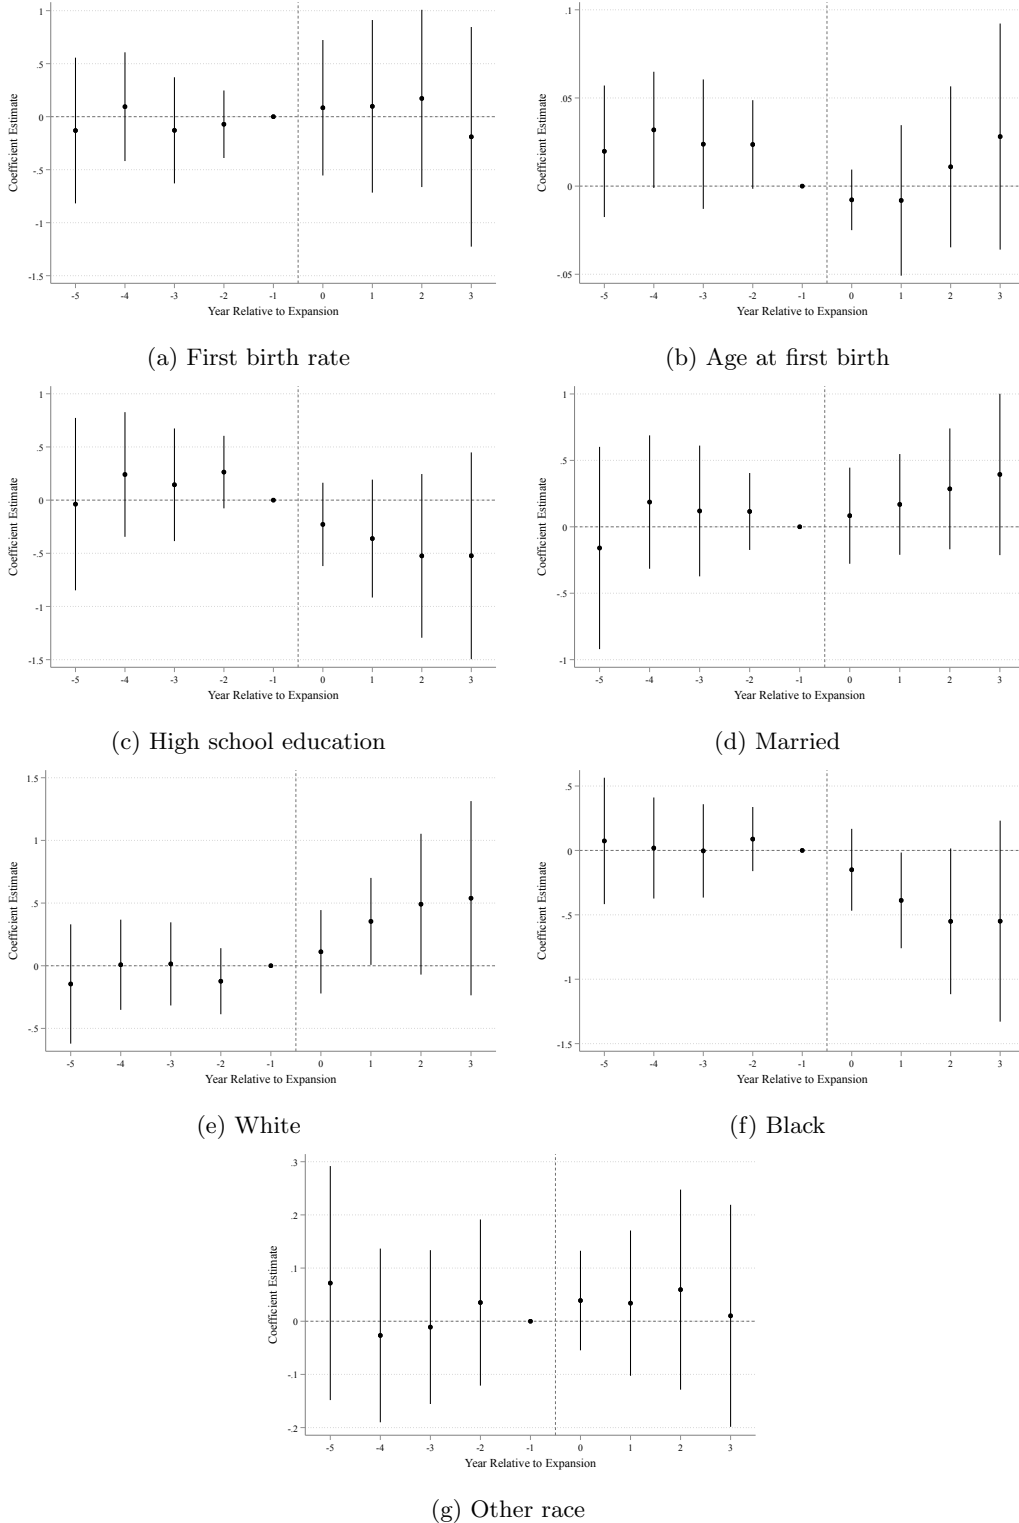 1
.5
0
-.5
-1
-1.5
Coefficient Estimate
-5 -4 -3 -2 -1 0 1 2 3
Year Relative to Expansion
(a) First birth rate
.1
.05
0
-.05
Coefficient Estimate
-5 -4 -3 -2 -1 0 1 2 3
Year Relative to Expansion
(b) Age at first birth
1
.5
0
-.5
-1
-1.5
Coefficient Estimate
-5 -4 -3 -2 -1 0 1 2 3
Year Relative to Expansion
(c) High school education
1
.5
0
-.5
-1
Coefficient Estimate
-5 -4 -3 -2 -1 0 1 2 3
Year Relative to Expansion
(d) Married
1.5
1
.5
0
-.5
Coefficient Estimate
-5 -4 -3 -2 -1 0 1 2 3
Year Relative to Expansion
(e) White
.5
0
-.5
-1
-1.5
Coefficient Estimate
-5 -4 -3 -2 -1 0 1 2 3
Year Relative to Expansion
(f) Black
.3
.2
.1
0
-.1
-.2
Coefficient Estimate
-5 -4 -3 -2 -1 0 1 2 3
Year Relative to Expansion
(g) Other race